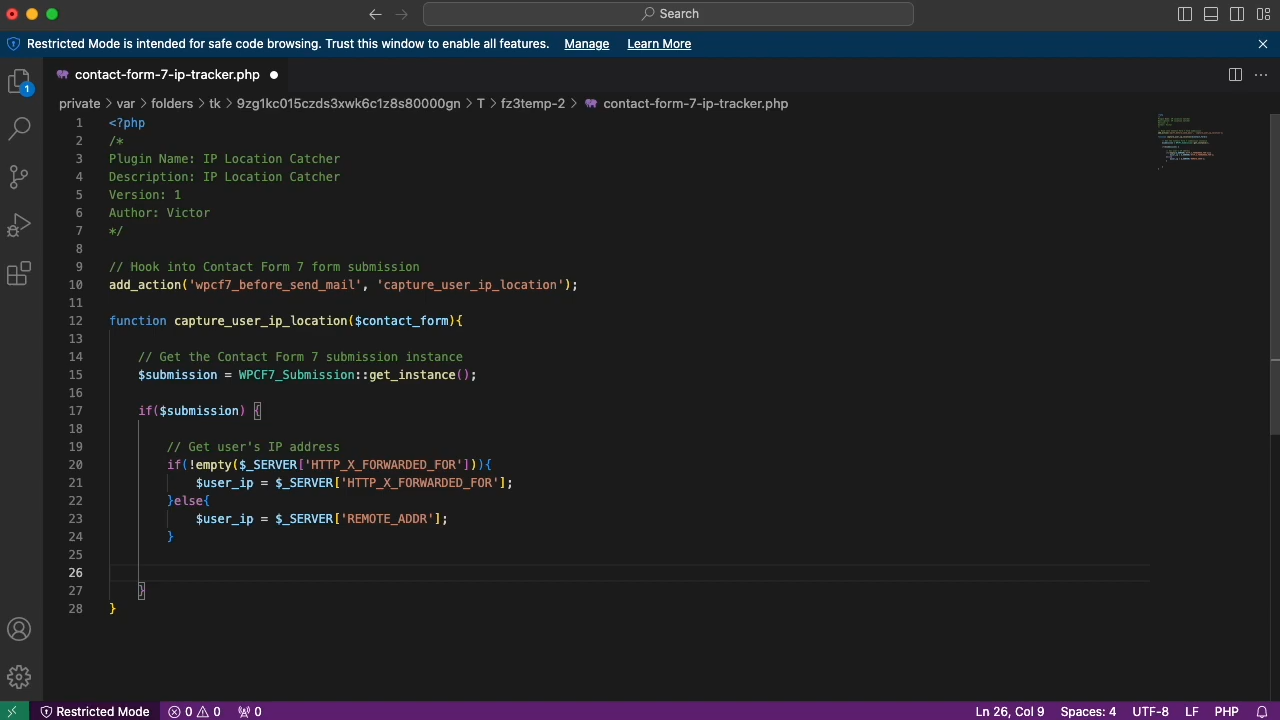 Search
Restricted Mode is intended for safe code browsing. Trust this window to enable all features. Manage Learn More
1
contact-form-7-ip-tracker.php
private > var > folders > tk > 9zg1kc015czds3xwk6c1z8s80000gn > T > fz3temp-2 > contact-form-7-ip-tracker.php
1 <?php
2 /*
3 Plugin Name: IP Location Catcher
4 Description: IP Location Catcher
5 Version: 1
6 Author: Victor
7 */
8
9 // Hook into Contact Form 7 form submission
10 add_action('wpcf7_before_send_mail', 'capture_user_ip_location');
11
12 function capture_user_ip_location($contact_form){
13
14 // Get the Contact Form 7 submission instance
15 $submission = WPCF7_Submission::get_instance();
16
17 if($submission) {
18
19 // Get user's IP address
20 if(!empty($_SERVER['HTTP_X_FORWARDED_FOR'])){
21 $user_ip = $_SERVER['HTTP_X_FORWARDED_FOR'];
22 }else{
23 $user_ip = $_SERVER['REMOTE_ADDR'];
24 }
25
26
27 }
28 }
Restricted Mode 0 0 0 Ln 26, Col 9 Spaces: 4 UTF-8 LF PHP